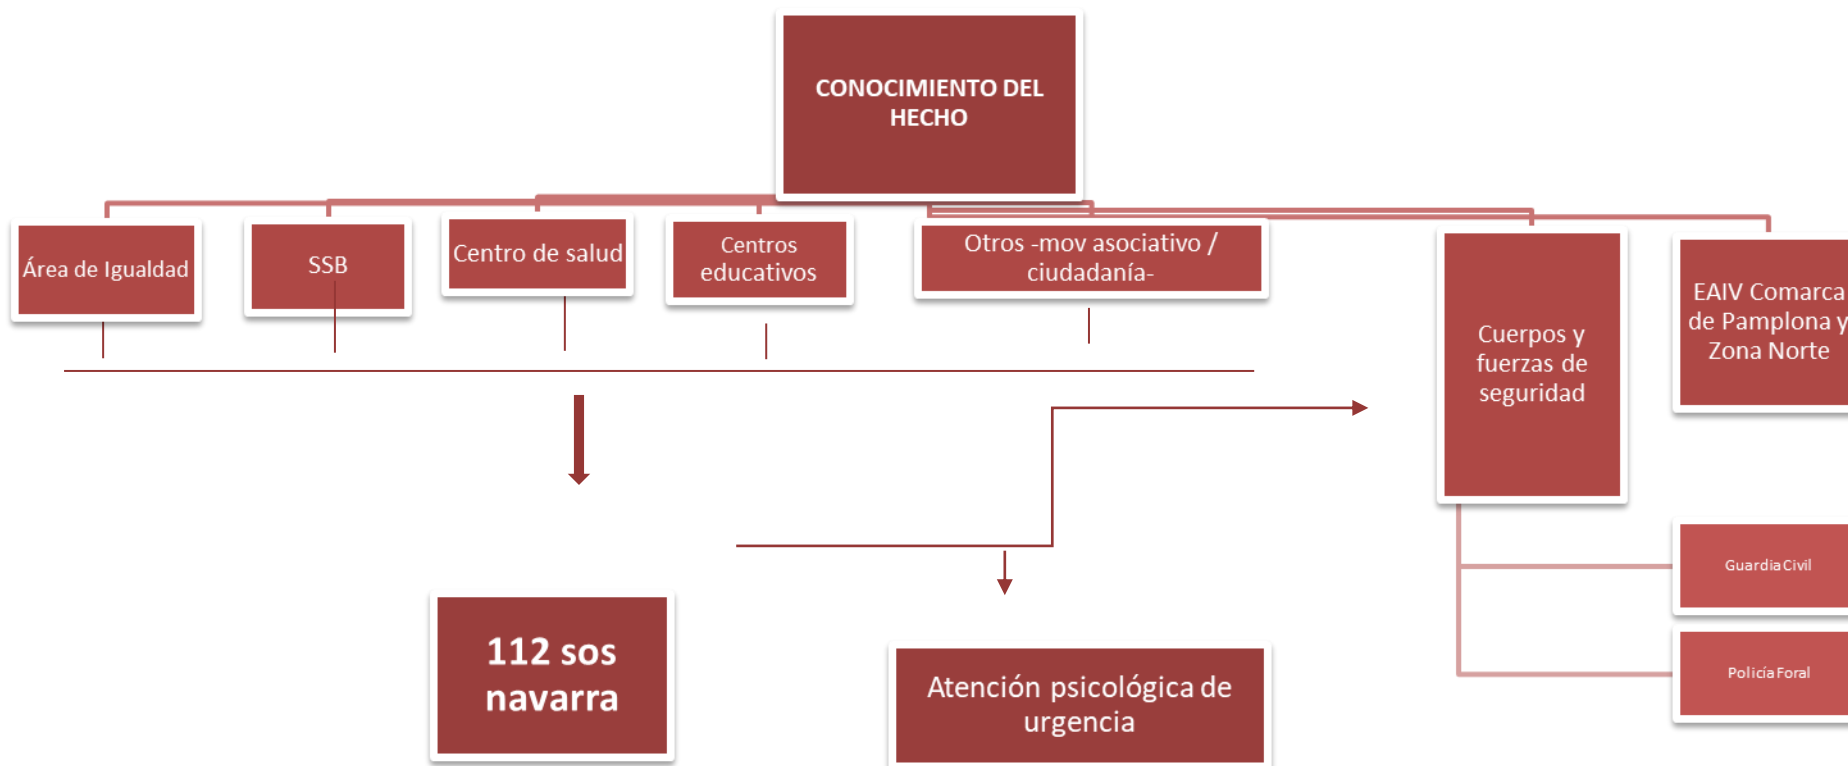 CONOCIMIENTO DEL
HECHO
Área de Igualdad
SSB
Centro de salud
Centros
educativos
Otros -mov asociativo /
ciudadanía-
Cuerpos y
fuerzas de
seguridad
EAIV Comarca
de Pamplona y
Zona Norte
Guardia Civil
Policía Foral
112 sos
navarra
Atención psicológica de
urgencia